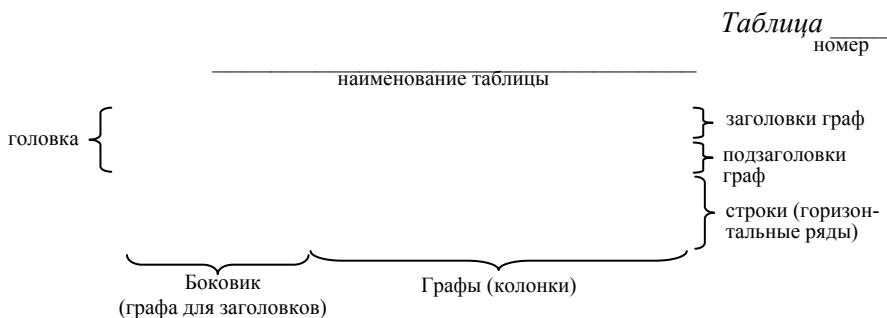 Таблица _____
номер
наименование таблицы
заголовки граф
головка
подзаголовки
граф
строки (горизон-
тальные ряды)
Боковик
(графа для заголовков)
Графы (колонки)